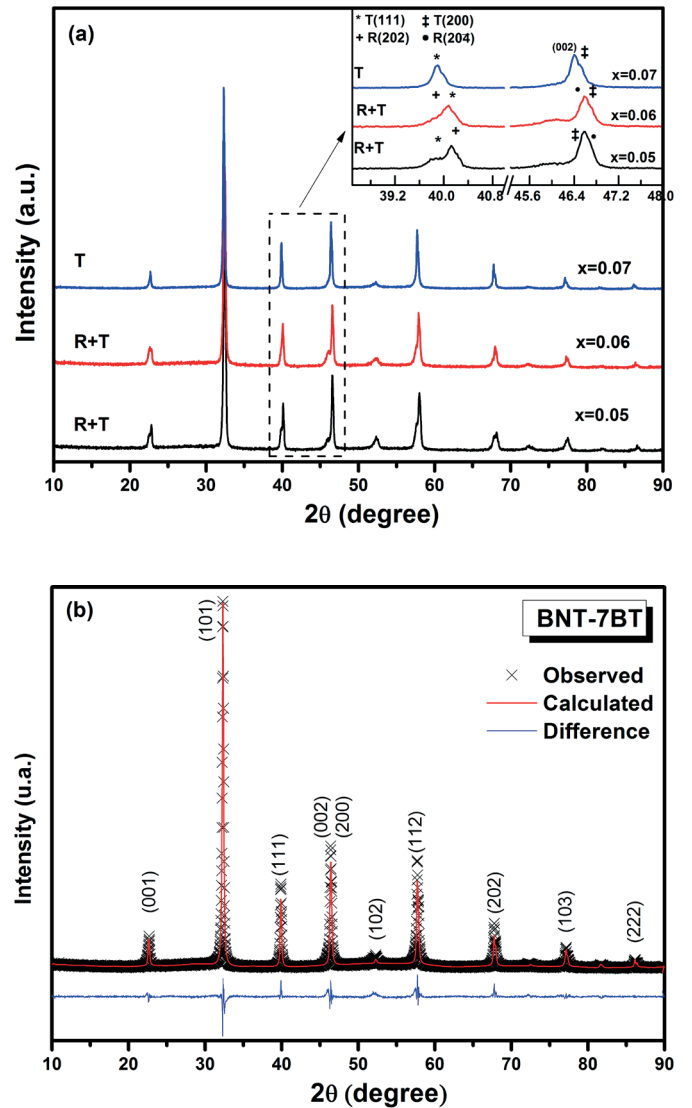 (a)
* T(111) ‡ T(200)
+ R(202) • R(204)
(002) ‡
T * x=0.07
R+T + * • ‡ x=0.06
R+T * + ‡ • x=0.05
39.2 40.0 40.8 45.6 46.4 47.2 48.0
T x=0.07
R+T x=0.06
R+T x=0.05
Intensity (a.u.)
10 20 30 40 50 60 70 80 90
2θ (degree)
(b)
BNT-7BT
Observed
Calculated
Difference
(001)
(101)
(111)
(002)
(200)
(102)
(112)
(202)
(103)
(222)
Intensity (u.a.)
10 20 30 40 50 60 70 80 90
2θ (degree)